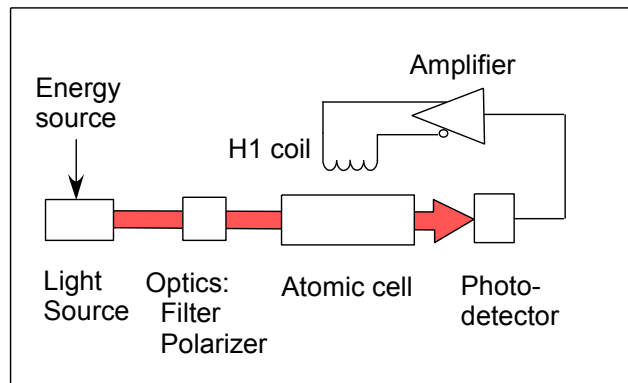 Amplifier
Energy
source
H1 coil
Light
Source
Optics:
Filter
Polarizer
Atomic cell
Photo-
detector